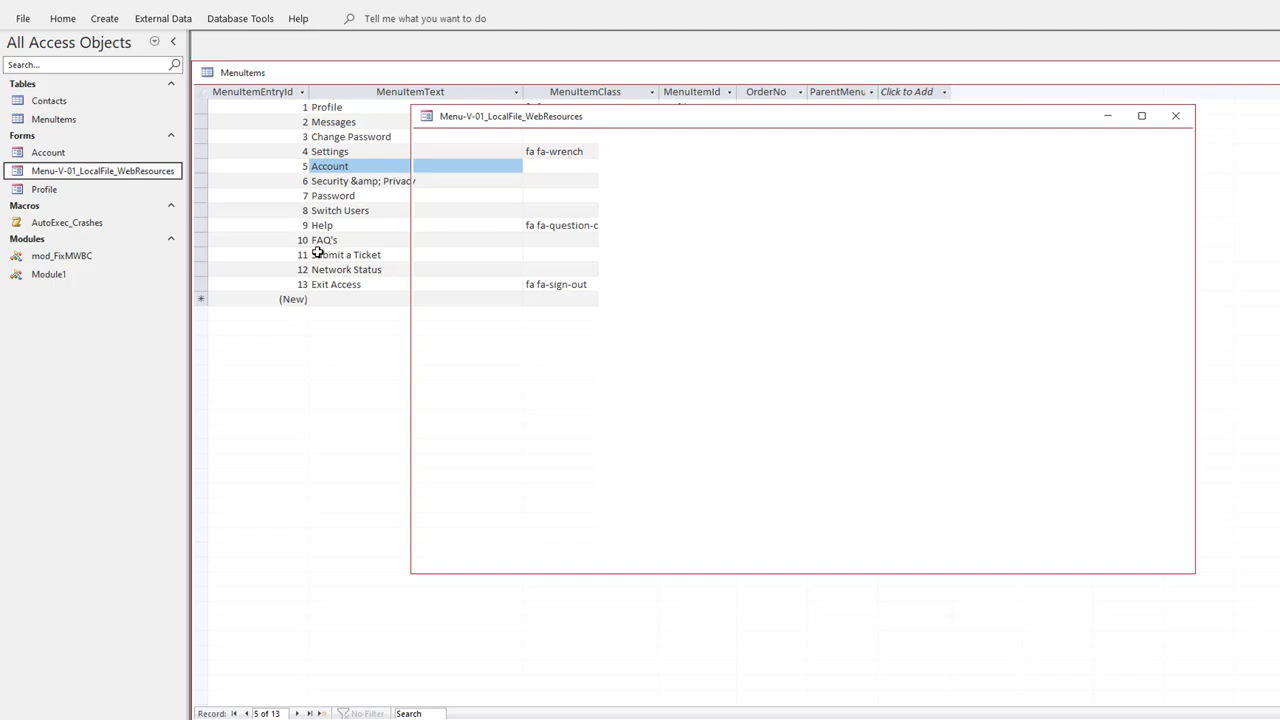 File Home Create External Data Database Tools Help Tell me what you want to do
All Access Objects
Search...
Tables
Contacts
MenuItems
Forms
Account
Menu-V-01_LocalFile_WebResources
Profile
Macros
AutoExec_Crashes
Modules
mod_FixMWBC
Module1
MenuItems
MenuItemEntryId MenuItemText MenuItemClass MenuItemId OrderNo ParentMenu Click to Add
Menu-V-01_LocalFile_WebResources
1 Profile
2 Messages
3 Change Password
4 Settings fa fa-wrench
5 Account
6 Security &amp; Privacy
7 Password
8 Switch Users
9 Help fa fa-question-c
10 FAQ's
11 Submit a Ticket
12 Network Status
13 Exit Access fa fa-sign-out
(New)
Record: 5 of 13 No Filter Search